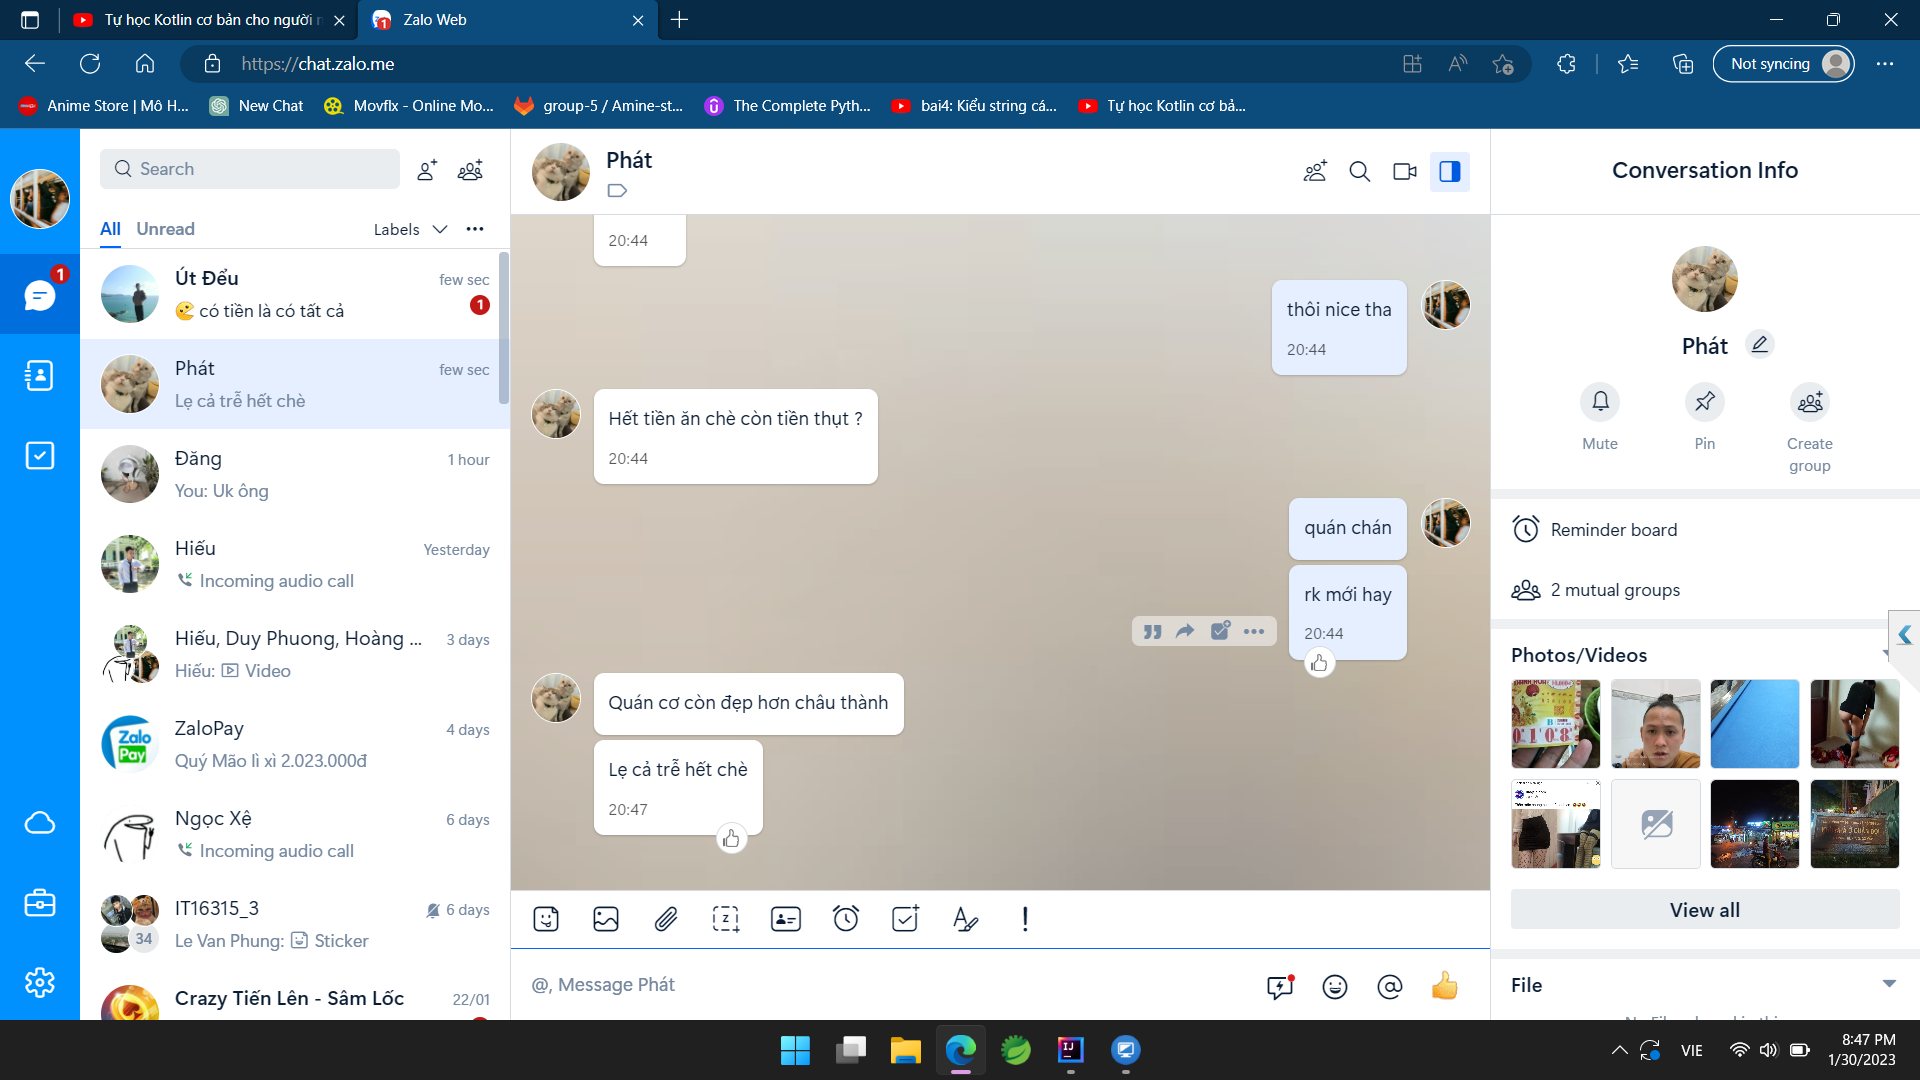 Tự học Kotlin cơ bản cho người n
Zalo Web
https://chat.zalo.me
Not syncing
Anime Store | Mô H...
New Chat
Movflx - Online Mo...
group-5 / Amine-st...
The Complete Pyth...
bai4: Kiểu string cá...
Tự học Kotlin cơ bả...
Search
All
Unread
Labels
1
Út Đểu
few sec
có tiền là có tất cả
1
Phát
few sec
Lẹ cả trễ hết chè
Đăng
1 hour
You: Uk ông
Hiếu
Yesterday
Incoming audio call
Hiếu, Duy Phuong, Hoàng ...
3 days
Hiếu: Video
ZaloPay
4 days
Zalo
Pay
Quý Mão lì xì 2.023.000đ
Ngọc Xệ
6 days
Incoming audio call
IT16315_3
6 days
34
Le Van Phung: Sticker
Crazy Tiến Lên - Sâm Lốc
22/01
Phát
20:44
thôi nice tha
20:44
Hết tiền ăn chè còn tiền thụt ?
20:44
quán chán
rk mới hay
20:44
Quán cơ còn đẹp hơn châu thành
Lẹ cả trễ hết chè
20:47
@, Message Phát
Conversation Info
Phát
Mute
Pin
Create
group
Reminder board
2 mutual groups
Photos/Videos
View all
File
VIE
8:47 PM
1/30/2023